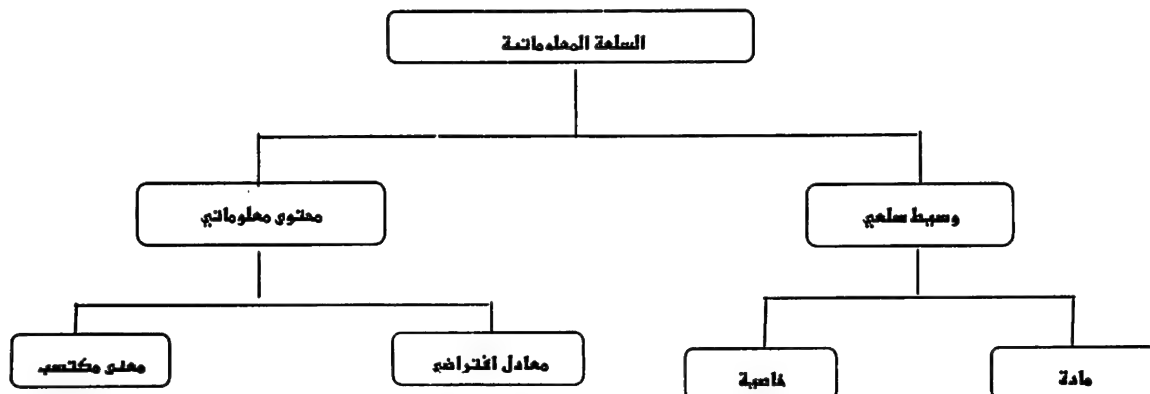 السلعة المعلوماتية
وسيط سلعي
محتوى معلوماتي
مادة
خاصية
معادل افتراضي
معنى مكتسب